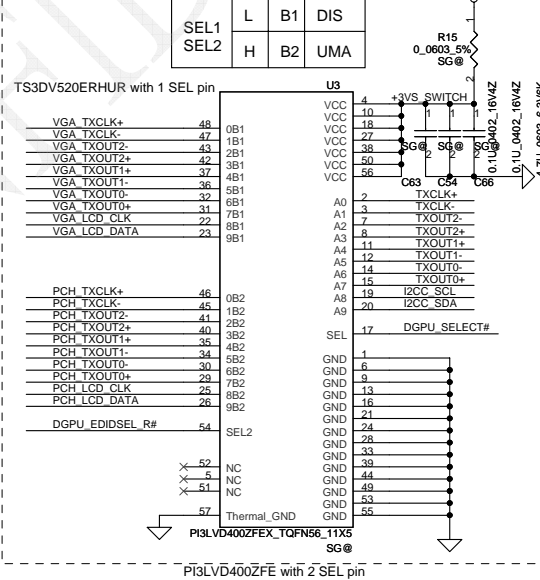 SEL1 SEL2 L B1 DIS
H B2 UMA
R15
0_0603_5%
SG@
1
2
TS3DV520ERHUR with 1 SEL pin
U3
+3VS_SWITCH
VGA_TXCLK+ 48 0B1
VGA_TXCLK- 47 1B1
VGA_TXOUT2- 43 2B1
VGA_TXOUT2+ 42 3B1
VGA_TXOUT1+ 37 4B1
VGA_TXOUT1- 36 5B1
VGA_TXOUT0- 32 6B1
VGA_TXOUT0+ 31 7B1
VGA_LCD_CLK 22 8B1
VGA_LCD_DATA 23 9B1
PCH_TXCLK+ 46 0B2
PCH_TXCLK- 45 1B2
PCH_TXOUT2- 41 2B2
PCH_TXOUT2+ 40 3B2
PCH_TXOUT1+ 35 4B2
PCH_TXOUT1- 34 5B2
PCH_TXOUT0- 30 6B2
PCH_TXOUT0+ 29 7B2
PCH_LCD_CLK 25 8B2
PCH_LCD_DATA 26 9B2
DGPU_EDIDSEL_R# 54 SEL2
52 NC
5 NC
51 NC
57 Thermal_GND
VCC 4
VCC 10
VCC 18
VCC 27
VCC 38
VCC 50
VCC 56
1 1 1
SG@ SG@ SG@
2 2 2
C63 C54 C66
0.1U_0402_16V4Z
0.1U_0402_16V4Z
A0 2 TXCLK+
A1 3 TXCLK-
A2 7 TXOUT2-
A3 8 TXOUT2+
A4 11 TXOUT1+
A5 12 TXOUT1-
A6 14 TXOUT0-
A7 15 TXOUT0+
A8 19 I2CC_SCL
A9 20 I2CC_SDA
SEL 17 DGPU_SELECT#
GND 1
GND 6
GND 9
GND 13
GND 16
GND 21
GND 24
GND 28
GND 33
GND 39
GND 44
GND 49
GND 53
GND 55
PI3LVD400ZFEX_TQFN56_11X5
SG@
PI3LVD400ZFE with 2 SEL pin